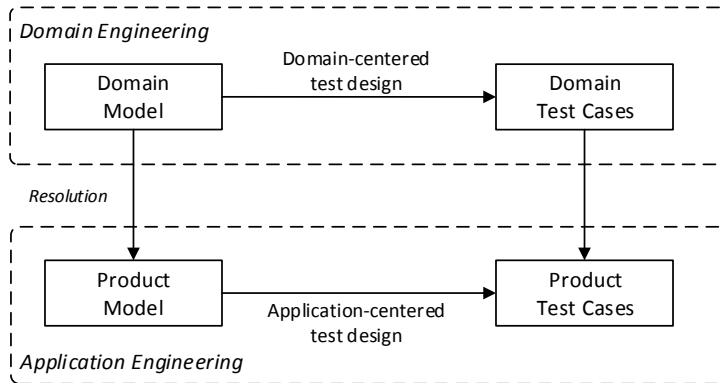 Domain Engineering
Domain-centered
test design
Domain
Model
Domain
Test Cases
Resolution
Product
Model
Application-centered
test design
Product
Test Cases
Application Engineering